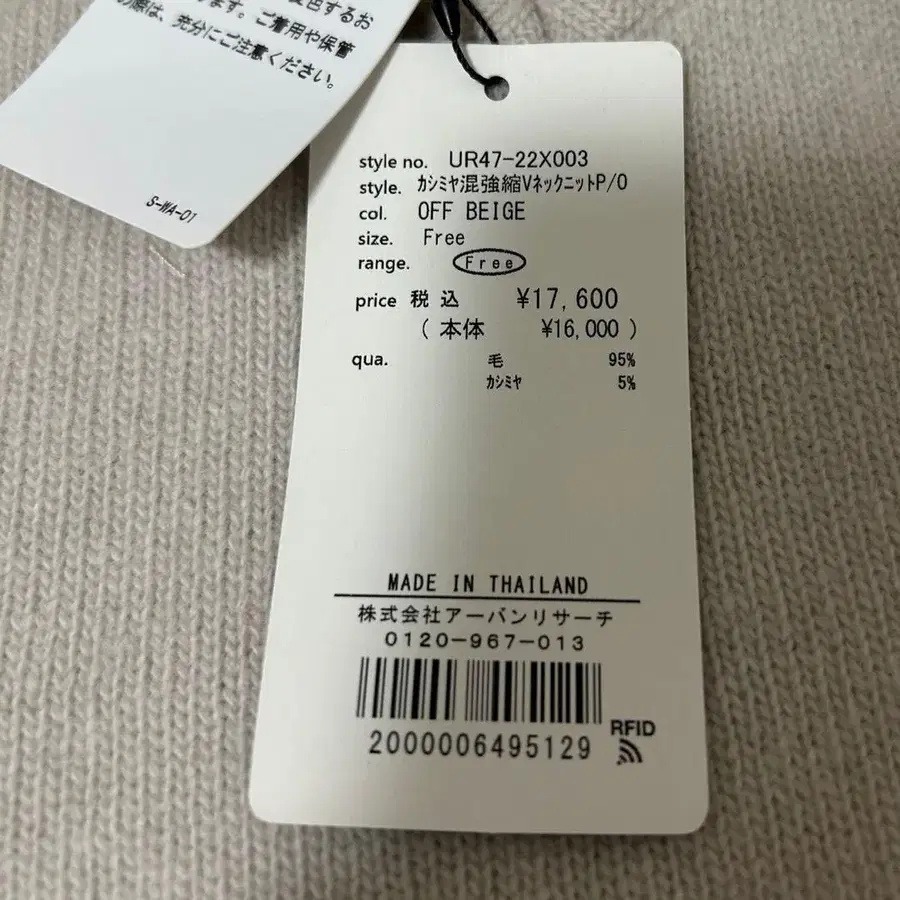 色するお
ます。ご着用や保管
の際は、充分にご注意ください。
S-WA-01
style no. UR47-22X003
style. ｶｼﾐﾔ混強縮VネックニットP/O
col. OFF BEIGE
size. Free
range. Free
price 税込 ¥17,600
( 本体 ¥16,000 )
qua. 毛 95%
ｶｼﾐﾔ 5%
MADE IN THAILAND
株式会社アーバンリサーチ
0120-967-013
2000006495129
RFID